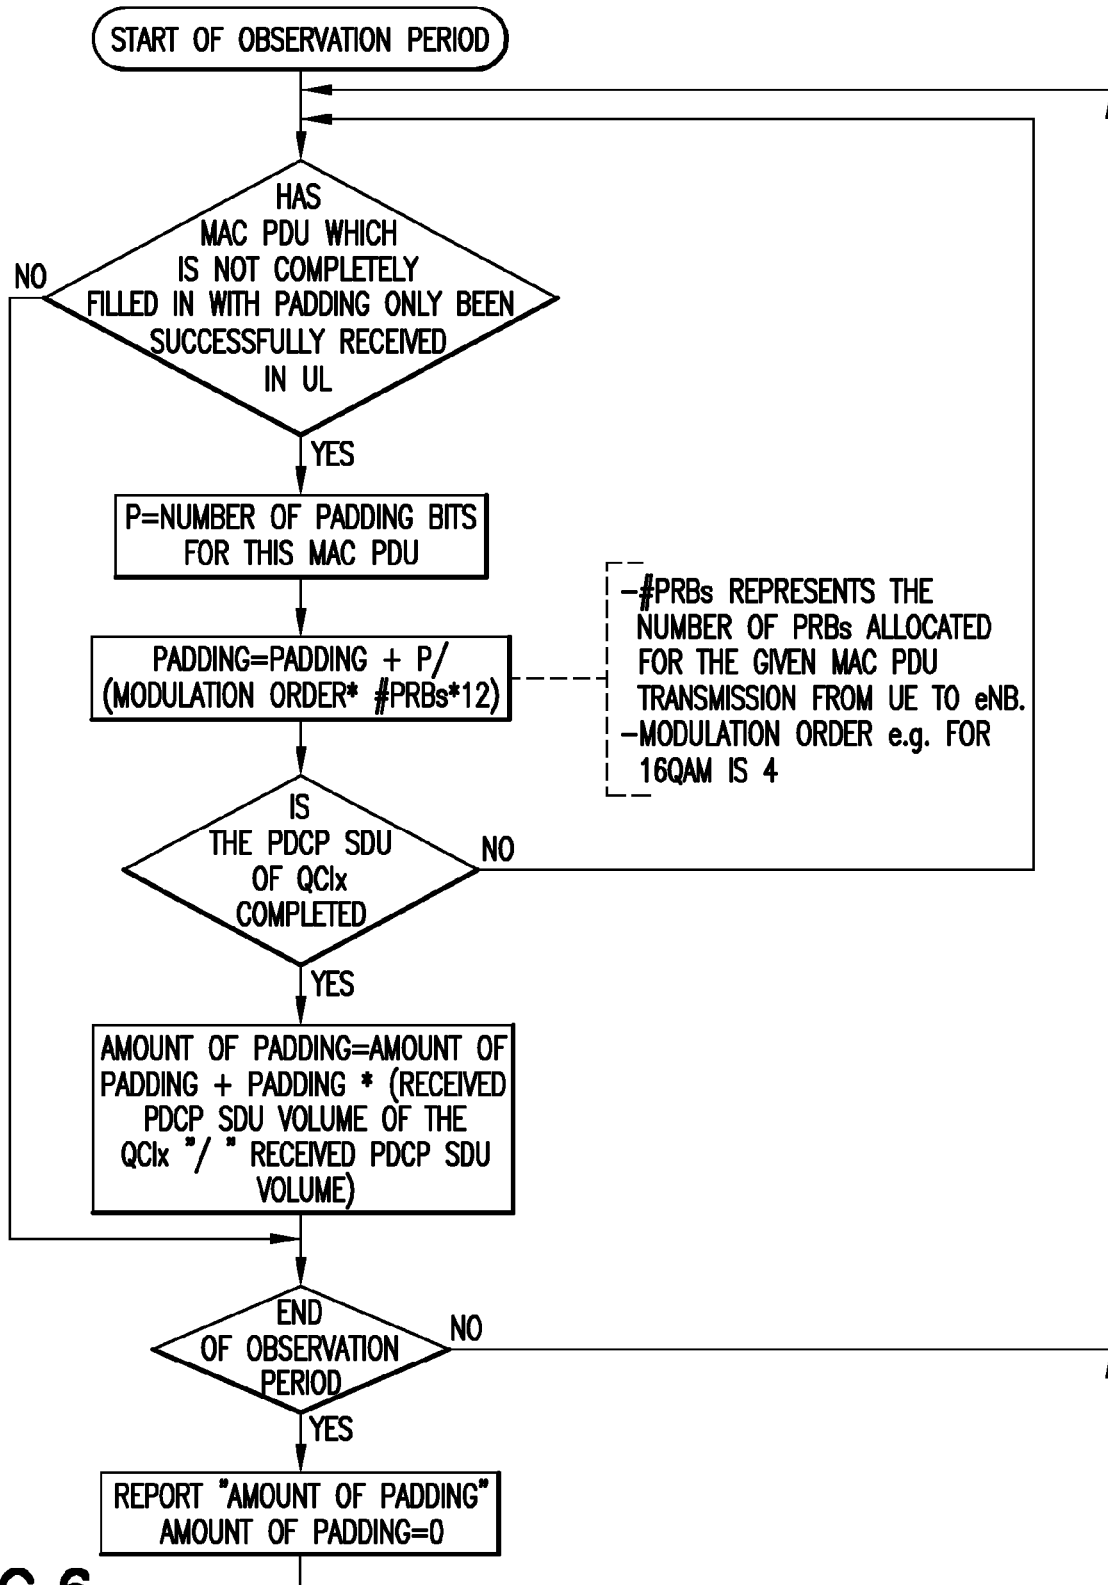 START OF OBSERVATION PERIOD
HAS
MAC PDU WHICH
IS NOT COMPLETELY
FILLED IN WITH PADDING ONLY BEEN
SUCCESSFULLY RECEIVED
IN UL
NO
YES
P=NUMBER OF PADDING BITS
FOR THIS MAC PDU
PADDING=PADDING + P/
(MODULATION ORDER* #PRBs*12)
-#PRBs REPRESENTS THE
NUMBER OF PRBs ALLOCATED
FOR THE GIVEN MAC PDU
TRANSMISSION FROM UE TO eNB.
-MODULATION ORDER e.g. FOR
16QAM IS 4
IS
THE PDCP SDU
OF QCIx
COMPLETED
NO
YES
AMOUNT OF PADDING=AMOUNT OF
PADDING + PADDING * (RECEIVED
PDCP SDU VOLUME OF THE
QCIx "/ " RECEIVED PDCP SDU
VOLUME)
END
OF OBSERVATION
PERIOD
NO
YES
REPORT "AMOUNT OF PADDING"
AMOUNT OF PADDING=0